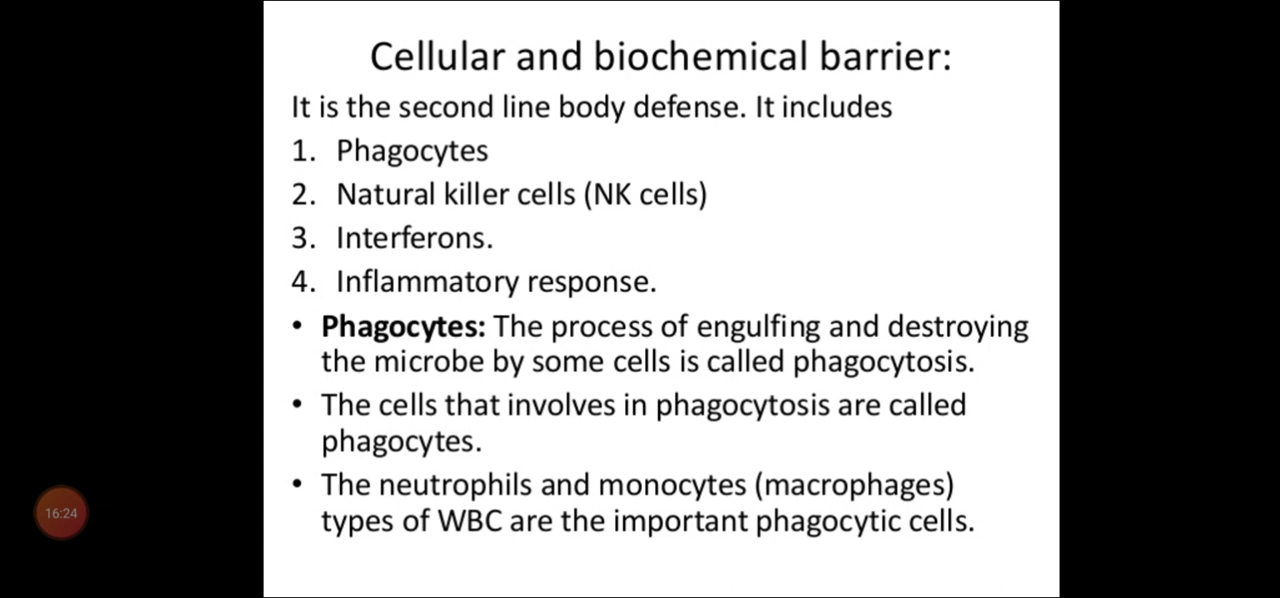 Cellular and biochemical barrier:
It is the second line body defense. It includes
1. Phagocytes
2. Natural killer cells (NK cells)
3. Interferons.
4. Inflammatory response.
• Phagocytes: The process of engulfing and destroying
the microbe by some cells is called phagocytosis.
• The cells that involves in phagocytosis are called
phagocytes.
• The neutrophils and monocytes (macrophages)
types of WBC are the important phagocytic cells.
16:24